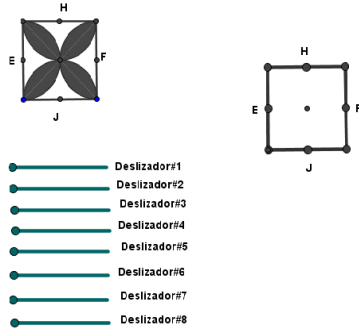 H
E
F
J
H
E
F
J
Deslizador#1
Deslizador#2
Deslizador#3
Deslizador#4
Deslizador#5
Deslizador#6
Deslizador#7
Deslizador#8